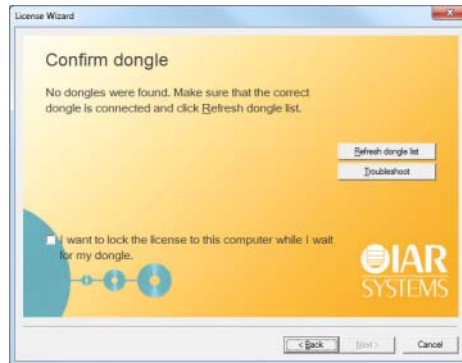 License Wizard
Confirm dongle
No dongles were found. Make sure that the correct
dongle is connected and click Refresh dongle list.
Refresh dongle list
Troubleshoot
I want to lock the license to this computer while I wait
for my dongle.
IAR
SYSTEMS
< Back
Next >
Cancel